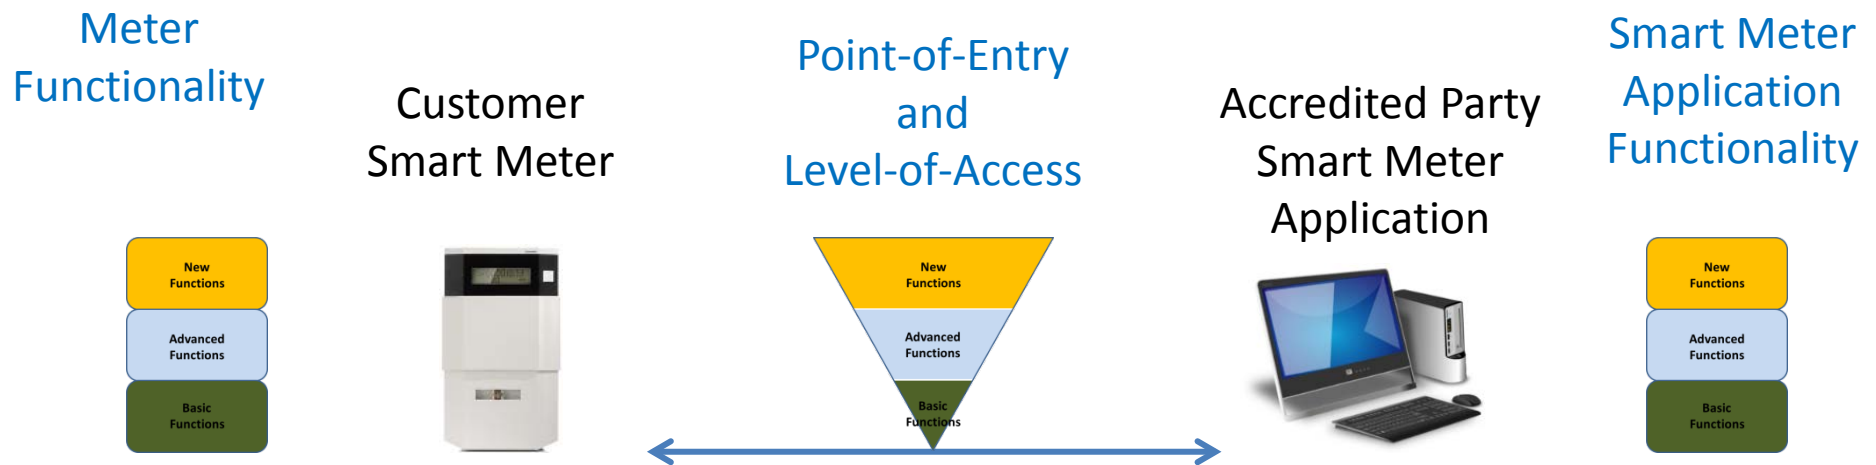 Meter
Functionality
Customer
Smart Meter
Point-of-Entry
and
Level-of-Access
Accredited Party
Smart Meter
Application
Smart Meter
Application
Functionality
New
Functions
Advanced
Functions
Basic
Functions
New
Functions
Advanced
Functions
Basic
Functions
New
Functions
Advanced
Functions
Basic
Functions